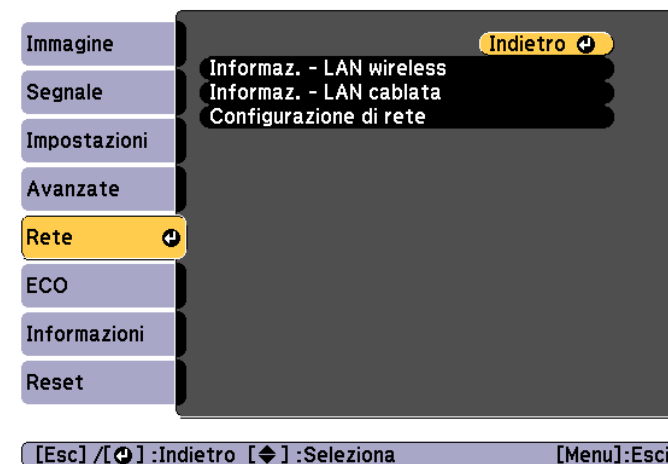 Immagine
Segnale
Impostazioni
Avanzate
Rete
ECO
Informazioni
Reset
Indietro
Informaz. - LAN wireless
Informaz. - LAN cablata
Configurazione di rete
[Esc] /[⏎] :Indietro [◆] :Seleziona [Menu]:Esci